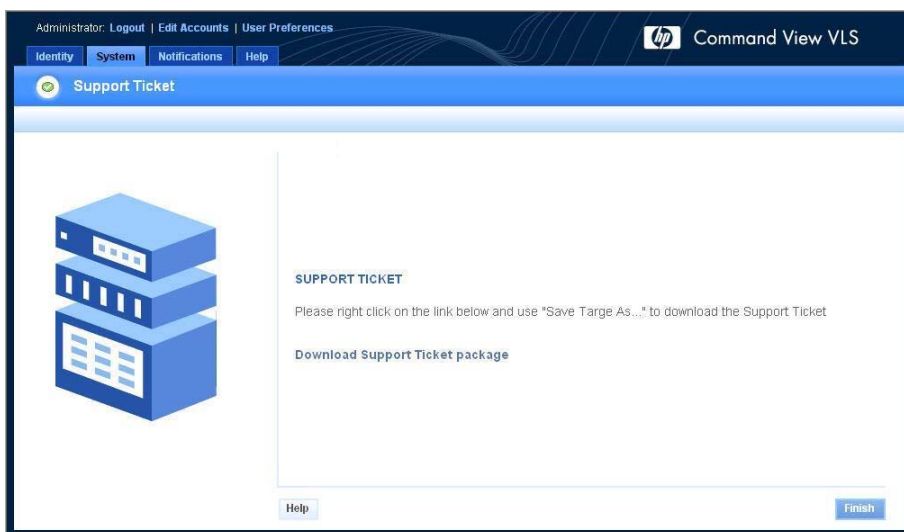 Administrator: Logout | Edit Accounts | User Preferences
hp Command View VLS
Identity System Notifications Help
Support Ticket
SUPPORT TICKET
Please right click on the link below and use "Save Targe As..." to download the Support Ticket
Download Support Ticket package
Help Finish